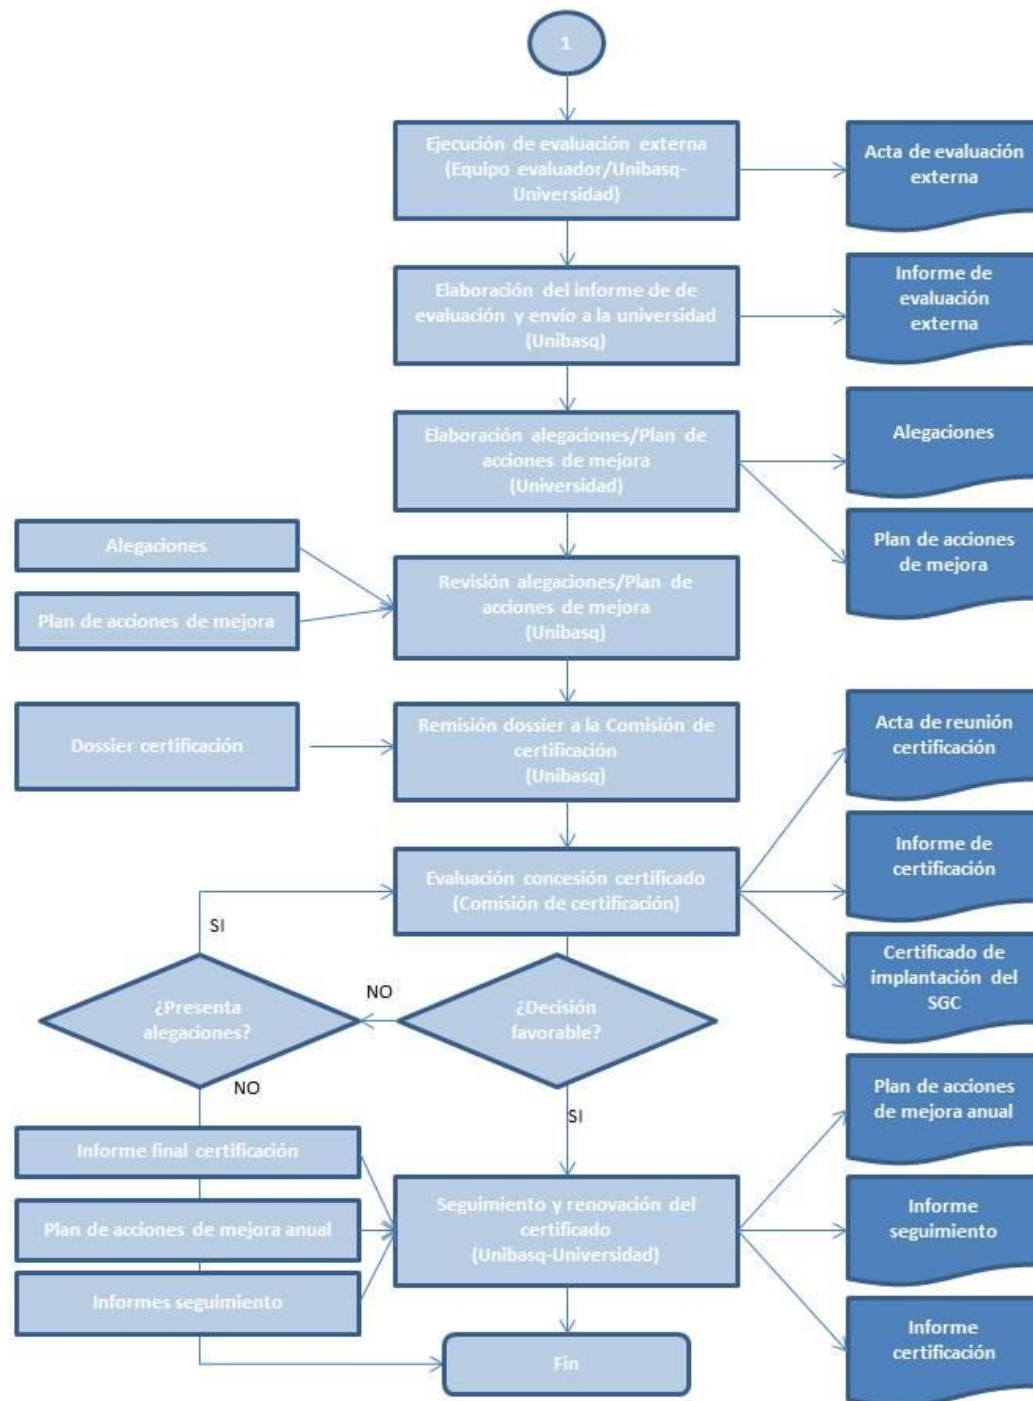 1
Ejecución de evaluación externa
(Equipo evaluador/Unibasq-
Universidad)
Acta de evaluación
externa
Elaboración del informe de de
evaluación y envío a la universidad
(Unibasq)
Informe de
evaluación
externa
Elaboración alegaciones/Plan de
acciones de mejora
(Universidad)
Alegaciones
Plan de acciones
de mejora
Alegaciones
Plan de acciones de mejora
Revisión alegaciones/Plan de
acciones de mejora
(Unibasq)
Dossier certificación
Remisión dossier a la Comisión de
certificación
(Unibasq)
Acta de reunión
certificación
Informe de
certificación
Certificado de
implantación del
SGC
Evaluación concesión certificado
(Comisión de certificación)
SI
¿Presenta
alegaciones?
NO
¿Decisión
favorable?
NO
SI
Plan de acciones
de mejora anual
Informe
seguimiento
Informe
certificación
Informe final certificación
Plan de acciones de mejora anual
Informes seguimiento
Seguimiento y renovación del
certificado
(Unibasq-Universidad)
Fin